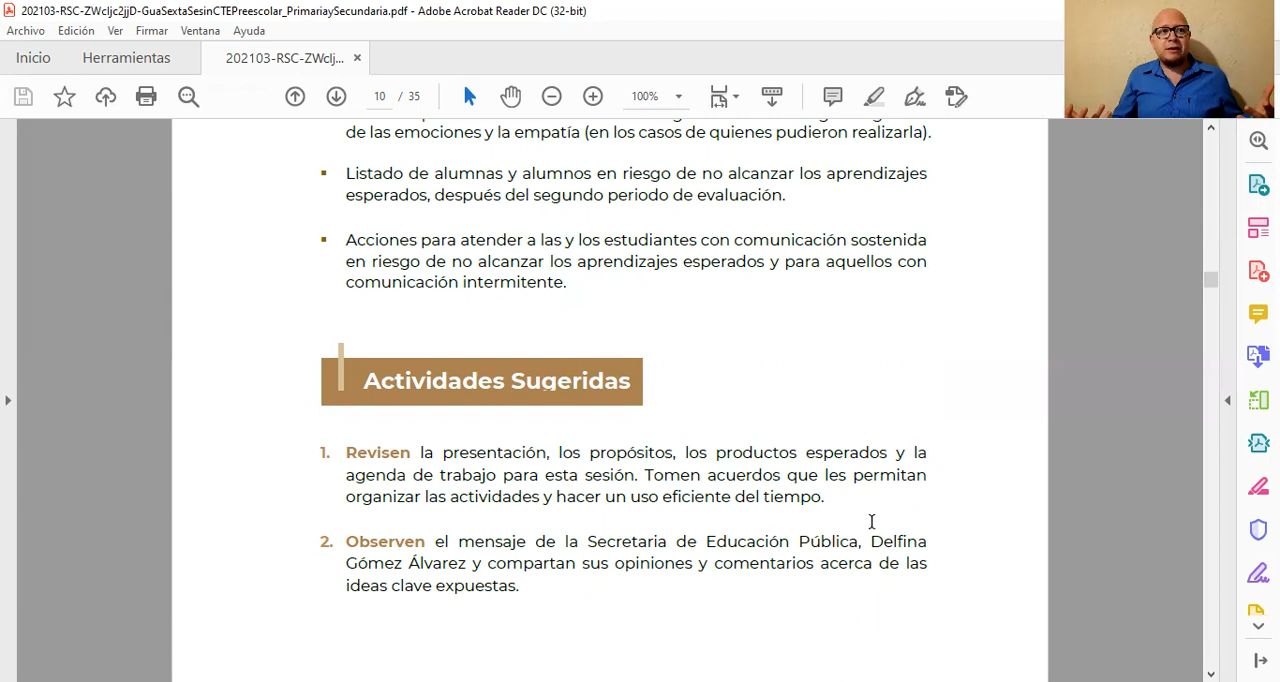 202103-RSC-ZWcIjc2jjD-GuaSextaSesinCTEPreescolar_PrimariaySecundaria.pdf - Adobe Acrobat Reader DC (32-bit)
Archivo Edición Ver Firmar Ventana Ayuda
Inicio Herramientas 202103-RSC-ZWcIj... ×
10 / 35 100%
de las emociones y la empatía (en los casos de quienes pudieron realizarla).
▪ Listado de alumnas y alumnos en riesgo de no alcanzar los aprendizajes
esperados, después del segundo periodo de evaluación.
▪ Acciones para atender a las y los estudiantes con comunicación sostenida
en riesgo de no alcanzar los aprendizajes esperados y para aquellos con
comunicación intermitente.
Actividades Sugeridas
1. Revisen la presentación, los propósitos, los productos esperados y la
agenda de trabajo para esta sesión. Tomen acuerdos que les permitan
organizar las actividades y hacer un uso eficiente del tiempo.
2. Observen el mensaje de la Secretaria de Educación Pública, Delfina
Gómez Álvarez y compartan sus opiniones y comentarios acerca de las
ideas clave expuestas.